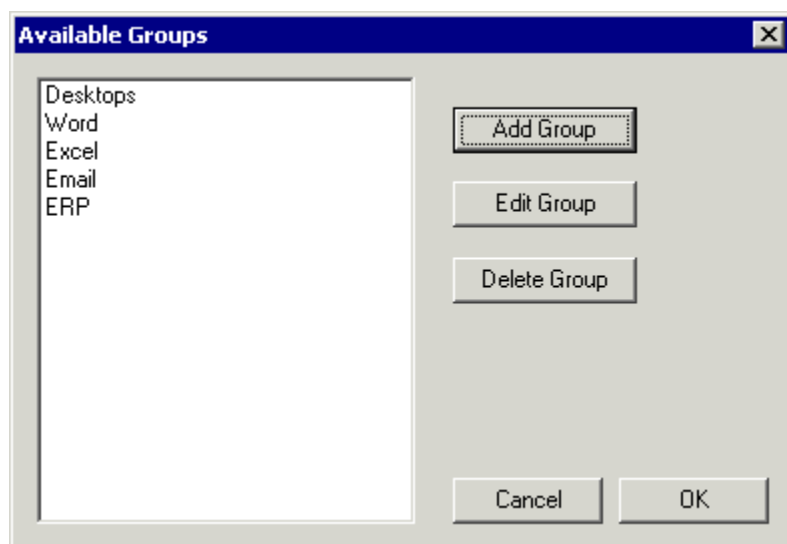 Available Groups
Desktops
Word
Excel
Email
ERP
Add Group
Edit Group
Delete Group
Cancel
OK